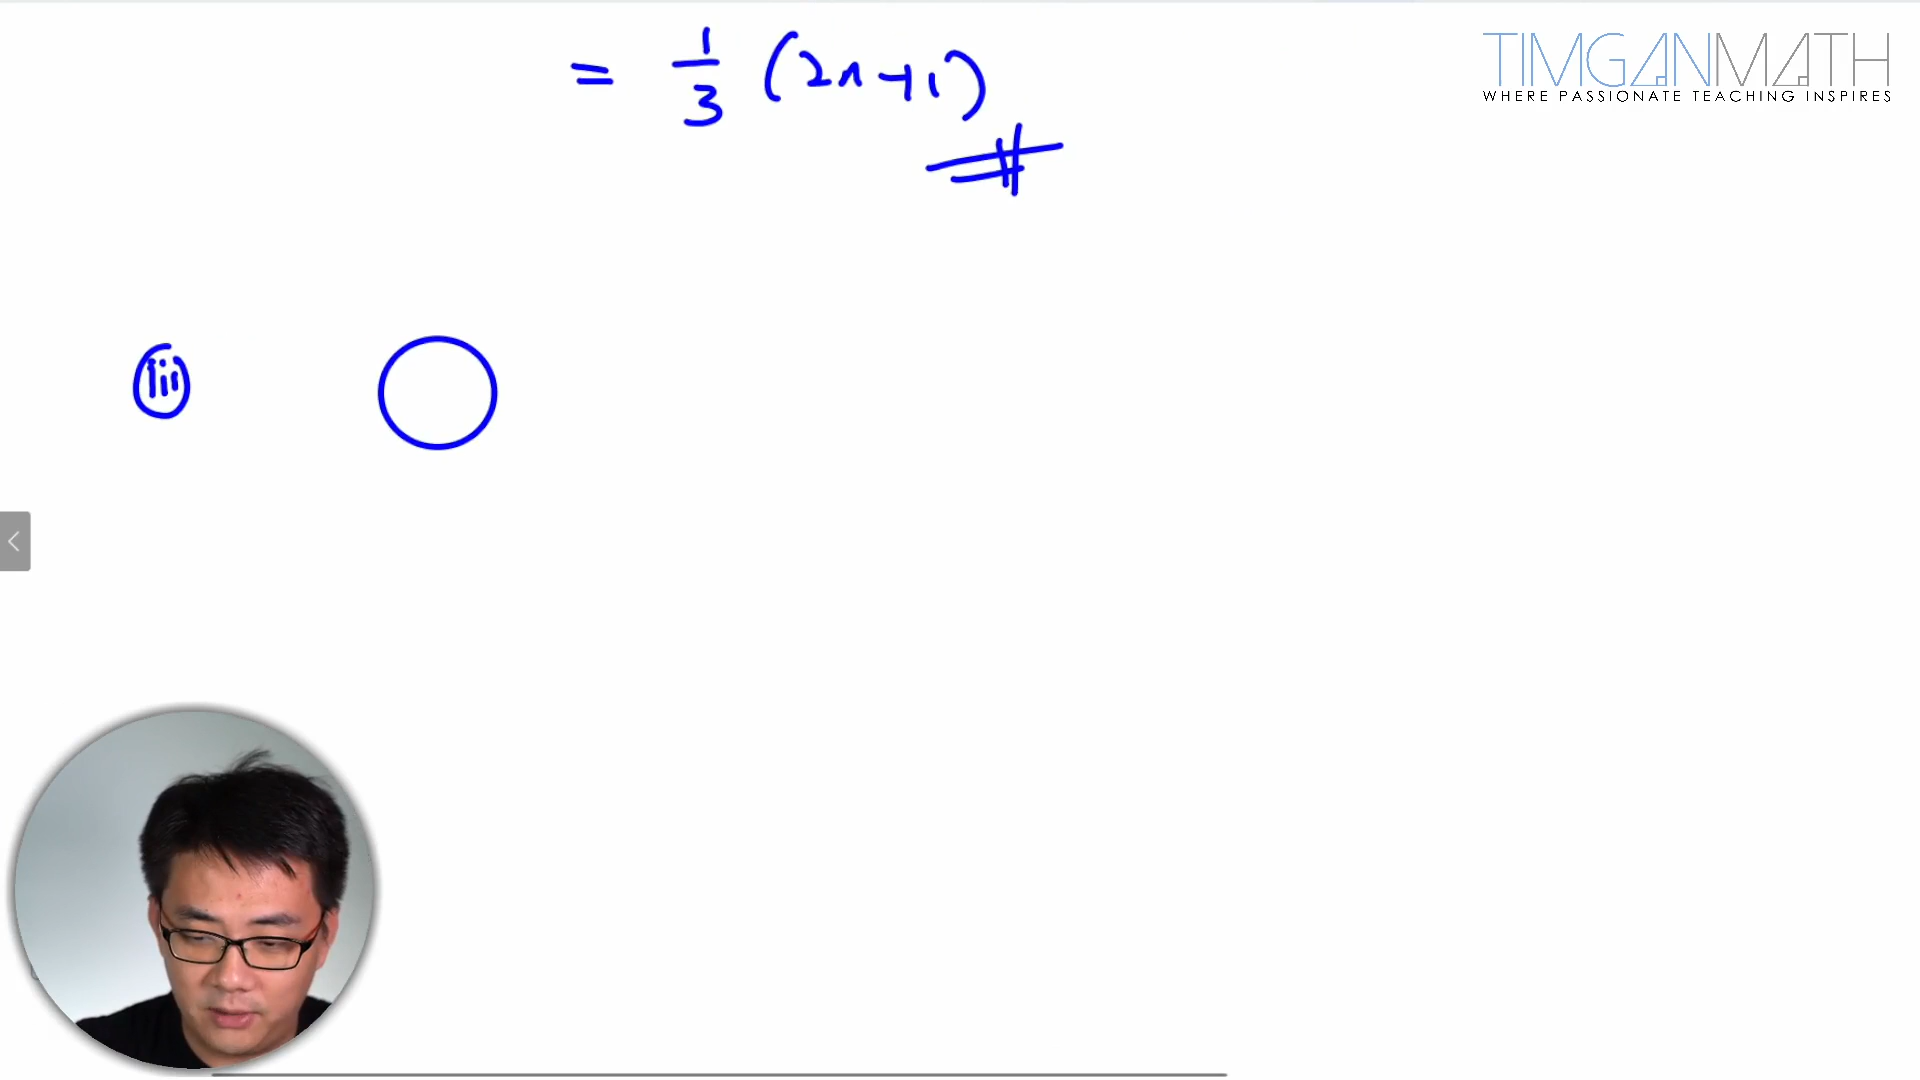 = 1/3 (2n+1)
TIMGANMATH
WHERE PASSIONATE TEACHING INSPIRES
(iii)